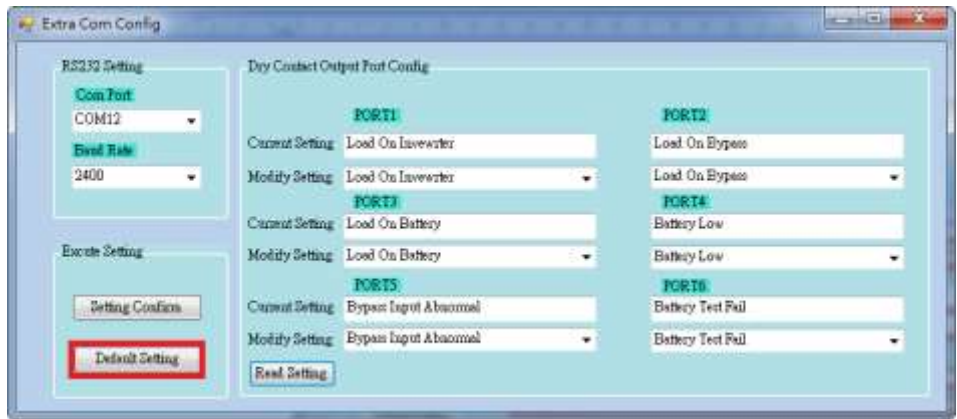 Extra Com Config
RS232 Setting
Com Port
COM12
Baud Rate
2400
Excute Setting
Setting Confirm
Default Setting
Dry Contact Output Port Config
PORT1 PORT2
Current Setting Load On Invewrter Load On Bypass
Modify Setting Load On Invewrter Load On Bypass
PORT3 PORT4
Current Setting Load On Battery Battery Low
Modify Setting Load On Battery Battery Low
PORT5 PORT6
Current Setting Bypass Input Abnormal Battery Test Fail
Modify Setting Bypass Input Abnormal Battery Test Fail
Read Setting